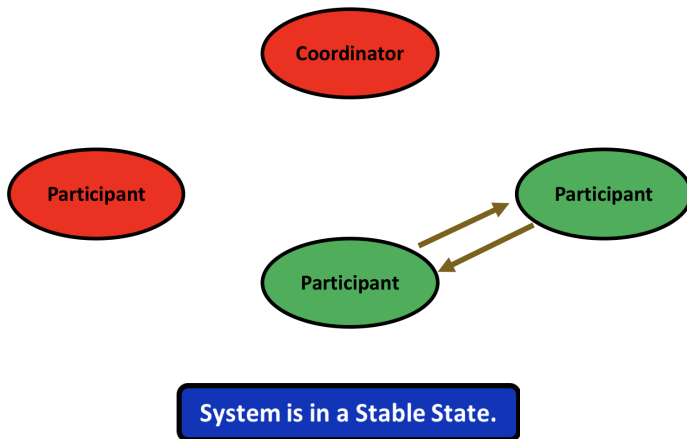 Coordinator
Participant
Participant
Participant
System is in a Stable State.